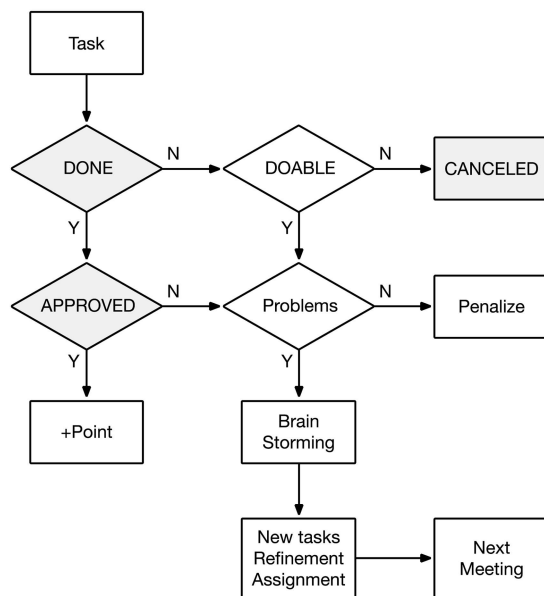 Task
DONE
N
DOABLE
N
CANCELED
Y
Y
APPROVED
N
Problems
N
Penalize
Y
Y
+Point
Brain
Storming
New tasks
Refinement
Assignment
Next
Meeting